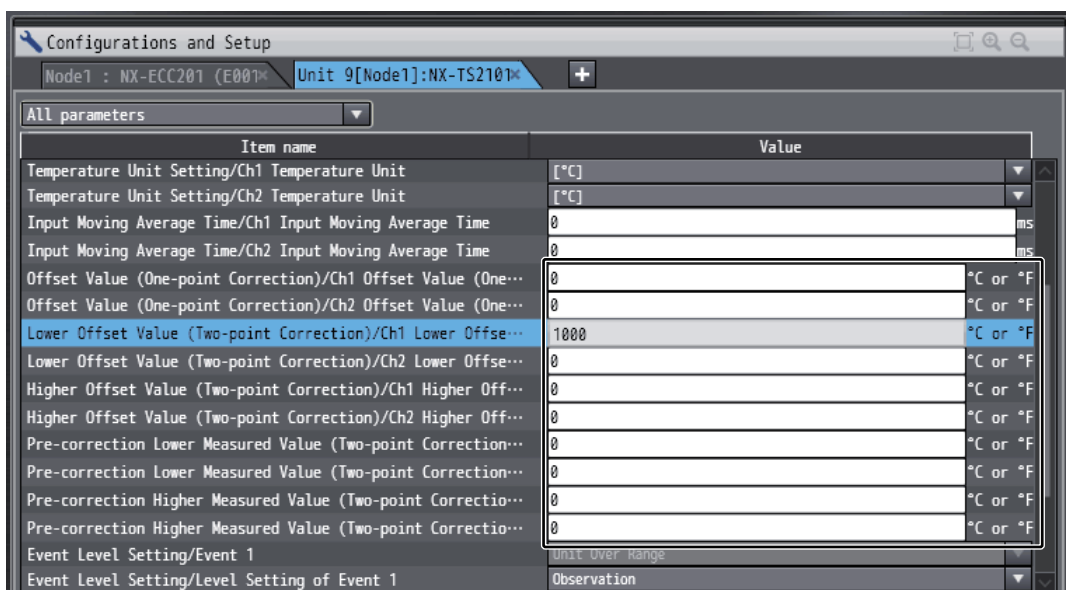 Configurations and Setup
Node1 : NX-ECC201 (E001× Unit 9[Node1]:NX-TS2101× +
All parameters
Item name Value
Temperature Unit Setting/Ch1 Temperature Unit [°C]
Temperature Unit Setting/Ch2 Temperature Unit [°C]
Input Moving Average Time/Ch1 Input Moving Average Time 0 ms
Input Moving Average Time/Ch2 Input Moving Average Time 0 ms
Offset Value (One-point Correction)/Ch1 Offset Value (One… 0 °C or °F
Offset Value (One-point Correction)/Ch2 Offset Value (One… 0 °C or °F
Lower Offset Value (Two-point Correction)/Ch1 Lower Offse… 1000 °C or °F
Lower Offset Value (Two-point Correction)/Ch2 Lower Offse… 0 °C or °F
Higher Offset Value (Two-point Correction)/Ch1 Higher Off… 0 °C or °F
Higher Offset Value (Two-point Correction)/Ch2 Higher Off… 0 °C or °F
Pre-correction Lower Measured Value (Two-point Correction… 0 °C or °F
Pre-correction Lower Measured Value (Two-point Correction… 0 °C or °F
Pre-correction Higher Measured Value (Two-point Correctio… 0 °C or °F
Pre-correction Higher Measured Value (Two-point Correctio… 0 °C or °F
Event Level Setting/Event 1 Unit Over Range
Event Level Setting/Level Setting of Event 1 Observation